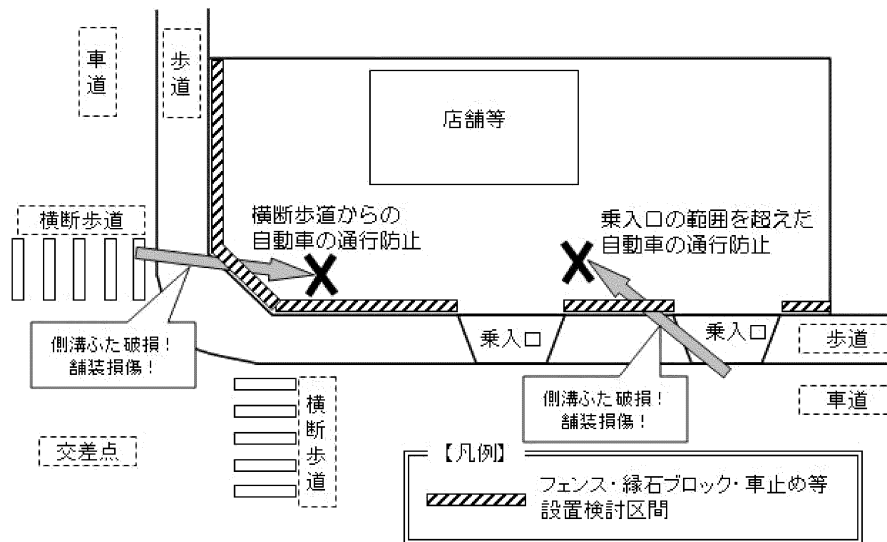 車道
歩道
店舗等
横断歩道
横断歩道からの
自動車の通行防止
乗入口の範囲を超えた
自動車の通行防止
側溝ふた破損！
舗装損傷！
乗入口
乗入口
歩道
側溝ふた破損！
舗装損傷！
車道
横断歩道
交差点
【凡例】
フェンス・縁石ブロック・車止め等
設置検討区間